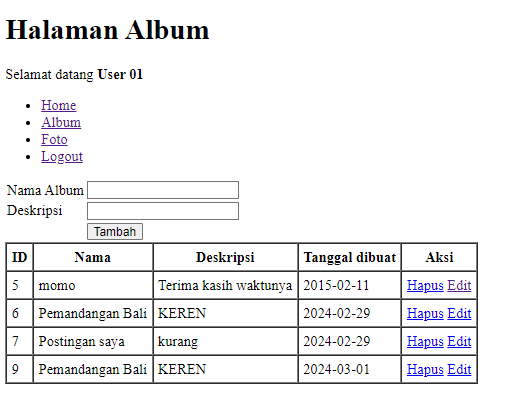 Halaman Album
Selamat datang User 01
Home
Album
Foto
Logout
Nama Album
Deskripsi
Tambah
ID Nama Deskripsi Tanggal dibuat Aksi
5 momo Terima kasih waktunya 2015-02-11 Hapus Edit
6 Pemandangan Bali KEREN 2024-02-29 Hapus Edit
7 Postingan saya kurang 2024-02-29 Hapus Edit
9 Pemandangan Bali KEREN 2024-03-01 Hapus Edit